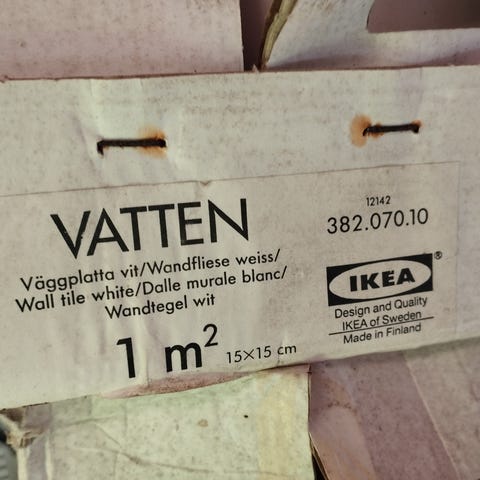 VATTEN
Väggplatta vit/Wandfliese weiss/
Wall tile white/Dalle murale blanc/
Wandtegel wit
1 m² 15×15 cm
12142
382.070.10
IKEA®
Design and Quality
IKEA of Sweden
Made in Finland